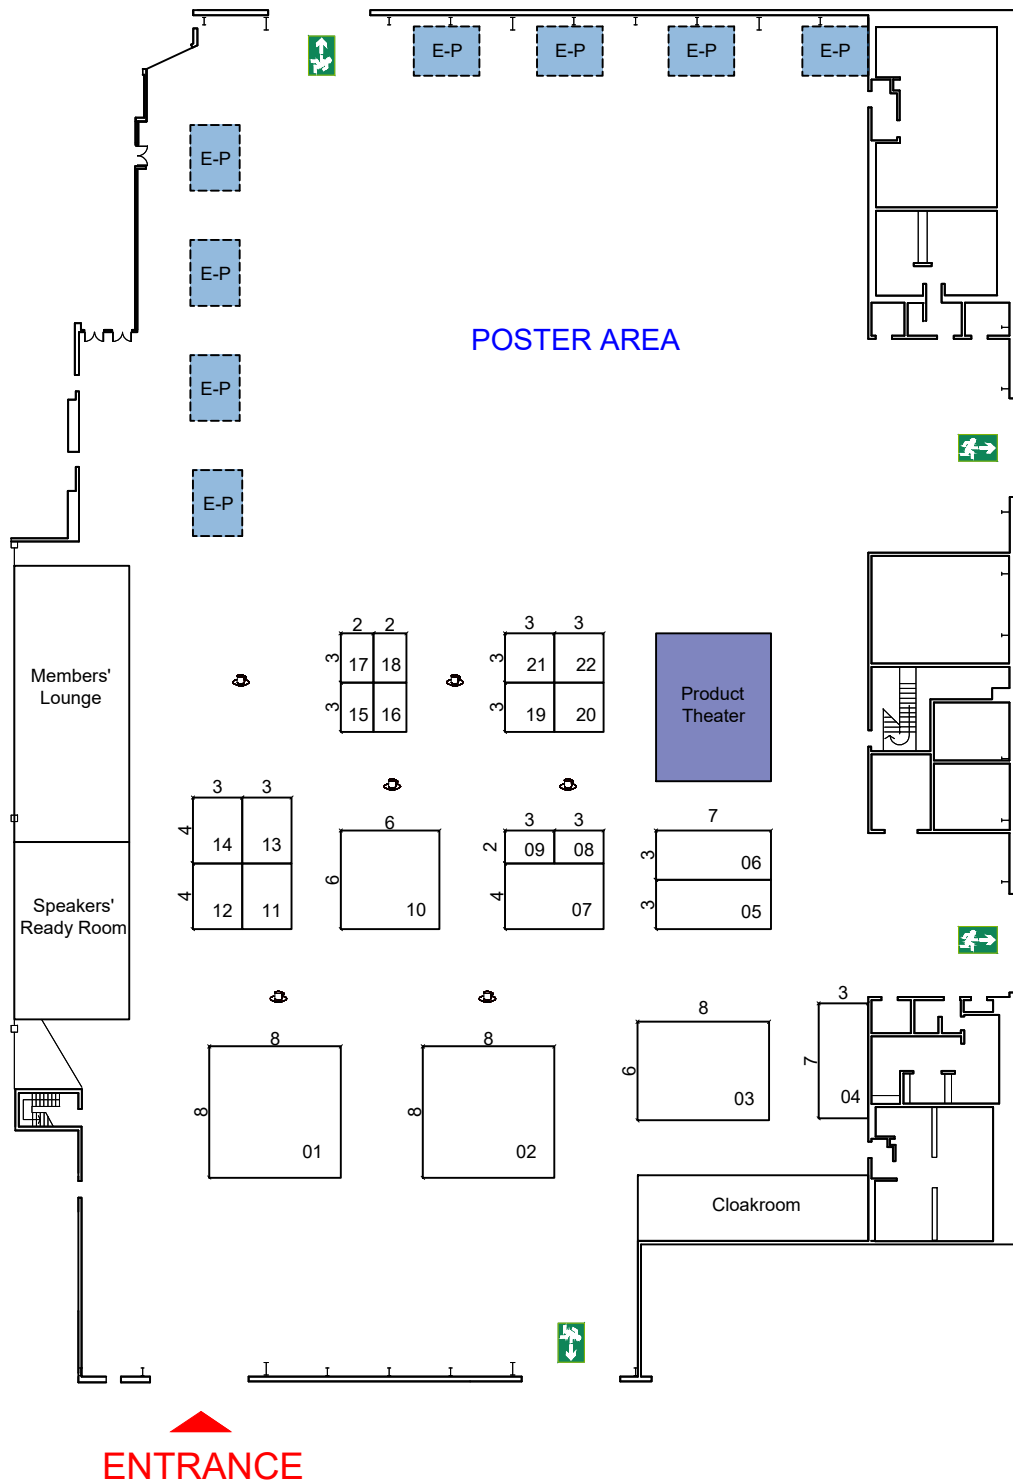 E-P E-P E-P E-P
E-P
E-P
POSTER AREA
E-P
E-P
2 2 3 3
3 17 18 3 21 22
Members'
Lounge
Product
Theater
3 15 16 3 19 20
3 3
6 3 3 7
4 14 13 2 09 08 3 06
6
4 12 11 10 4 07 3 05
Speakers'
Ready Room
8 8 8 3
6 7
8 8 03 04
01 02
Cloakroom
ENTRANCE